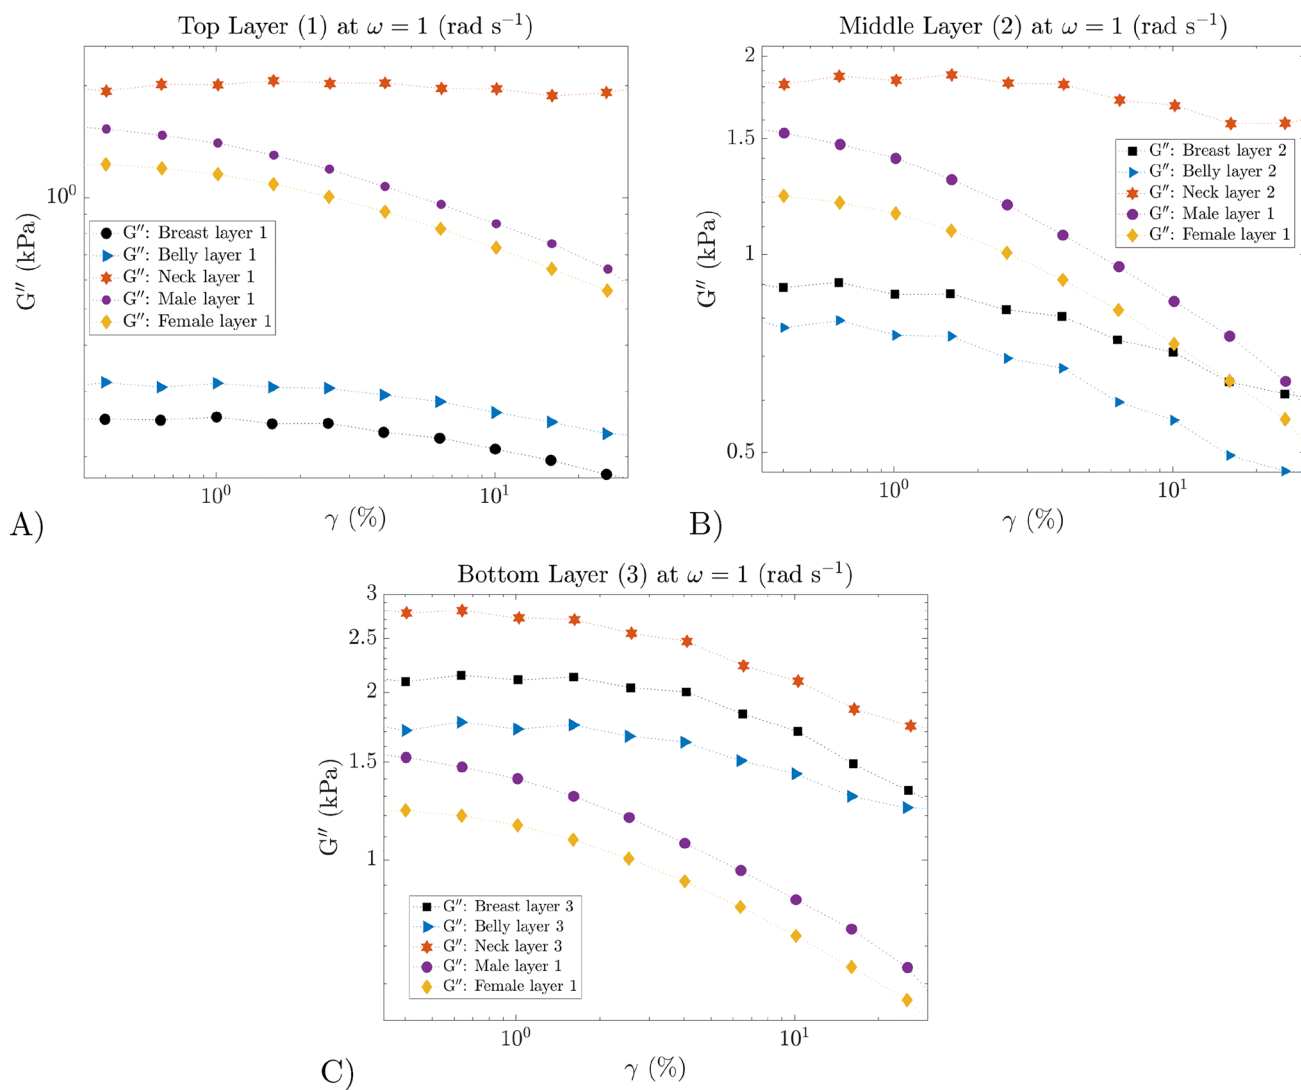 Top Layer (1) at ω = 1 (rad s⁻¹)
G″ (kPa)
10⁰
G″: Breast layer 1
G″: Belly layer 1
G″: Neck layer 1
G″: Male layer 1
G″: Female layer 1
10⁰
10¹
γ (%)
A)
Middle Layer (2) at ω = 1 (rad s⁻¹)
G″ (kPa)
2
1.5
1
0.5
G″: Breast layer 2
G″: Belly layer 2
G″: Neck layer 2
G″: Male layer 1
G″: Female layer 1
10⁰
10¹
γ (%)
B)
Bottom Layer (3) at ω = 1 (rad s⁻¹)
G″ (kPa)
3
2.5
2
1.5
1
G″: Breast layer 3
G″: Belly layer 3
G″: Neck layer 3
G″: Male layer 1
G″: Female layer 1
10⁰
10¹
γ (%)
C)